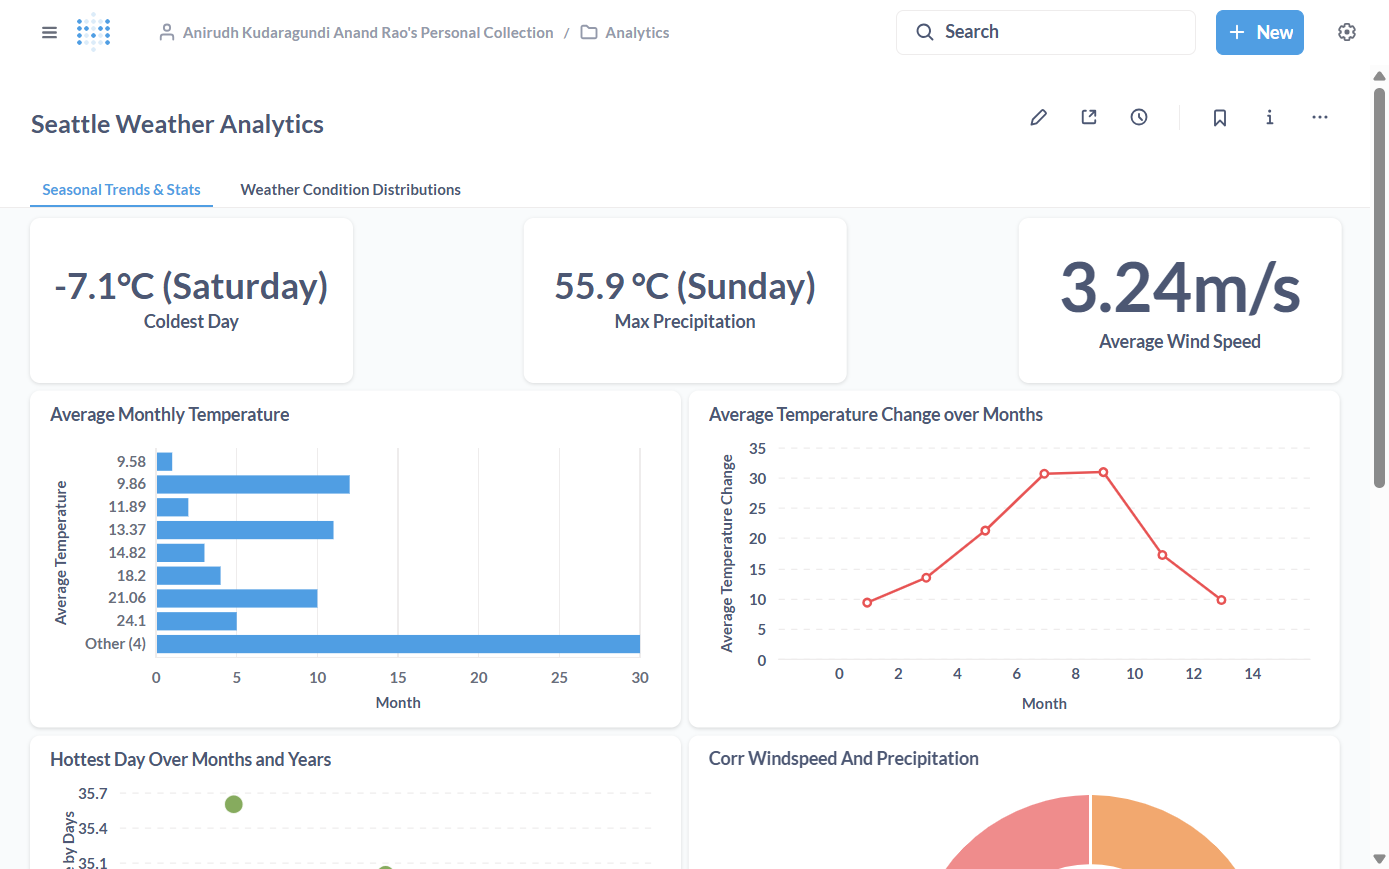 Anirudh Kudaragundi Anand Rao's Personal Collection / Analytics
Search
New
Seattle Weather Analytics
Seasonal Trends & Stats
Weather Condition Distributions
-7.1°C (Saturday)
Coldest Day
55.9 °C (Sunday)
Max Precipitation
3.24m/s
Average Wind Speed
Average Monthly Temperature
Average Temperature
9.58
9.86
11.89
13.37
14.82
18.2
21.06
24.1
Other (4)
0 5 10 15 20 25 30
Month
Average Temperature Change over Months
Average Temperature Change
35
30
25
20
15
10
5
0
0 2 4 6 8 10 12 14
Month
Hottest Day Over Months and Years
35.7
35.4
35.1
by Days
Corr Windspeed And Precipitation